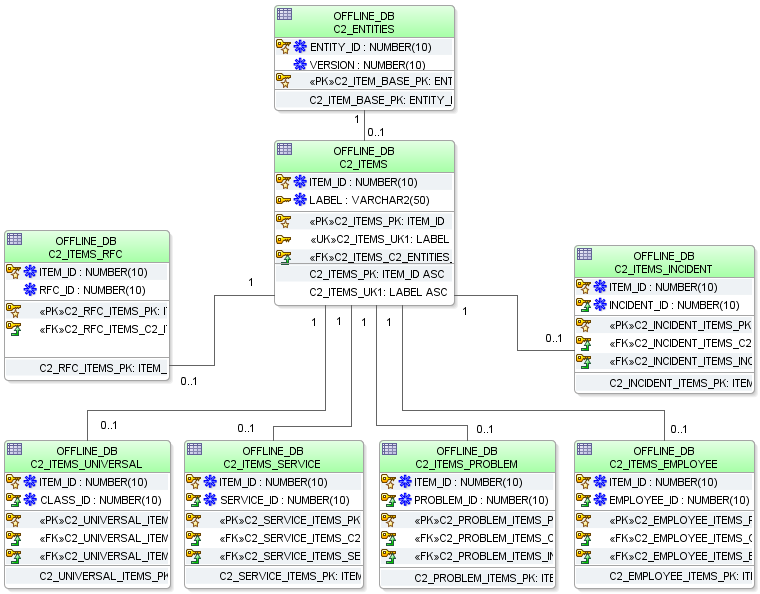 OFFLINE_DB
C2_ENTITIES
ENTITY_ID : NUMBER(10)
VERSION : NUMBER(10)
«PK»C2_ITEM_BASE_PK: ENT
C2_ITEM_BASE_PK: ENTITY_I
1
0..1
OFFLINE_DB
C2_ITEMS
ITEM_ID : NUMBER(10)
LABEL : VARCHAR2(50)
«PK»C2_ITEMS_PK: ITEM_ID
«UK»C2_ITEMS_UK1: LABEL
«FK»C2_ITEMS_C2_ENTITIES_
C2_ITEMS_PK: ITEM_ID ASC
C2_ITEMS_UK1: LABEL ASC
OFFLINE_DB
C2_ITEMS_RFC
ITEM_ID : NUMBER(10)
RFC_ID : NUMBER(10)
«PK»C2_RFC_ITEMS_PK: I
«FK»C2_RFC_ITEMS_C2_I
C2_RFC_ITEMS_PK: ITEM_
1
0..1
OFFLINE_DB
C2_ITEMS_INCIDENT
ITEM_ID : NUMBER(10)
INCIDENT_ID : NUMBER(10)
«PK»C2_INCIDENT_ITEMS_PK
«FK»C2_INCIDENT_ITEMS_C2
«FK»C2_INCIDENT_ITEMS_INC
C2_INCIDENT_ITEMS_PK: ITEM
1
0..1
1
1
1
1
0..1
0..1
0..1
0..1
OFFLINE_DB
C2_ITEMS_UNIVERSAL
ITEM_ID : NUMBER(10)
CLASS_ID : NUMBER(10)
«PK»C2_UNIVERSAL_ITEM
«FK»C2_UNIVERSAL_ITEM
«FK»C2_UNIVERSAL_ITEM
C2_UNIVERSAL_ITEMS_PK
OFFLINE_DB
C2_ITEMS_SERVICE
ITEM_ID : NUMBER(10)
SERVICE_ID : NUMBER(10)
«PK»C2_SERVICE_ITEMS_PK
«FK»C2_SERVICE_ITEMS_C2
«FK»C2_SERVICE_ITEMS_SE
C2_SERVICE_ITEMS_PK: ITEM
OFFLINE_DB
C2_ITEMS_PROBLEM
ITEM_ID : NUMBER(10)
PROBLEM_ID : NUMBER(10)
«PK»C2_PROBLEM_ITEMS_P
«FK»C2_PROBLEM_ITEMS_C
«FK»C2_PROBLEM_ITEMS_IN
C2_PROBLEM_ITEMS_PK: ITE
OFFLINE_DB
C2_ITEMS_EMPLOYEE
ITEM_ID : NUMBER(10)
EMPLOYEE_ID : NUMBER(10)
«PK»C2_EMPLOYEE_ITEMS_F
«FK»C2_EMPLOYEE_ITEMS_C
«FK»C2_EMPLOYEE_ITEMS_E
C2_EMPLOYEE_ITEMS_PK: ITI